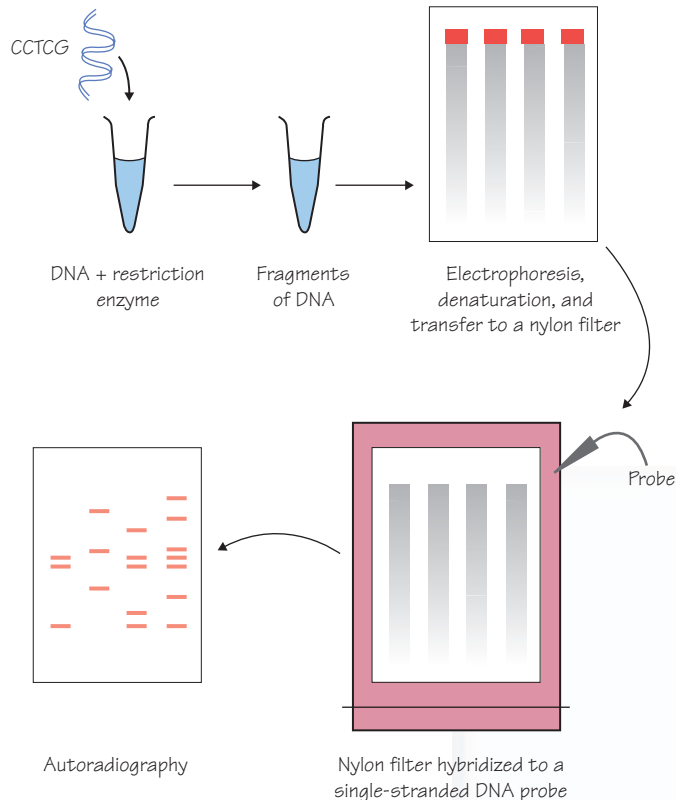 CCTCG
DNA + restriction
enzyme
Fragments
of DNA
Electrophoresis,
denaturation, and
transfer to a nylon filter
Probe
Autoradiography
Nylon filter hybridized to a
single-stranded DNA probe